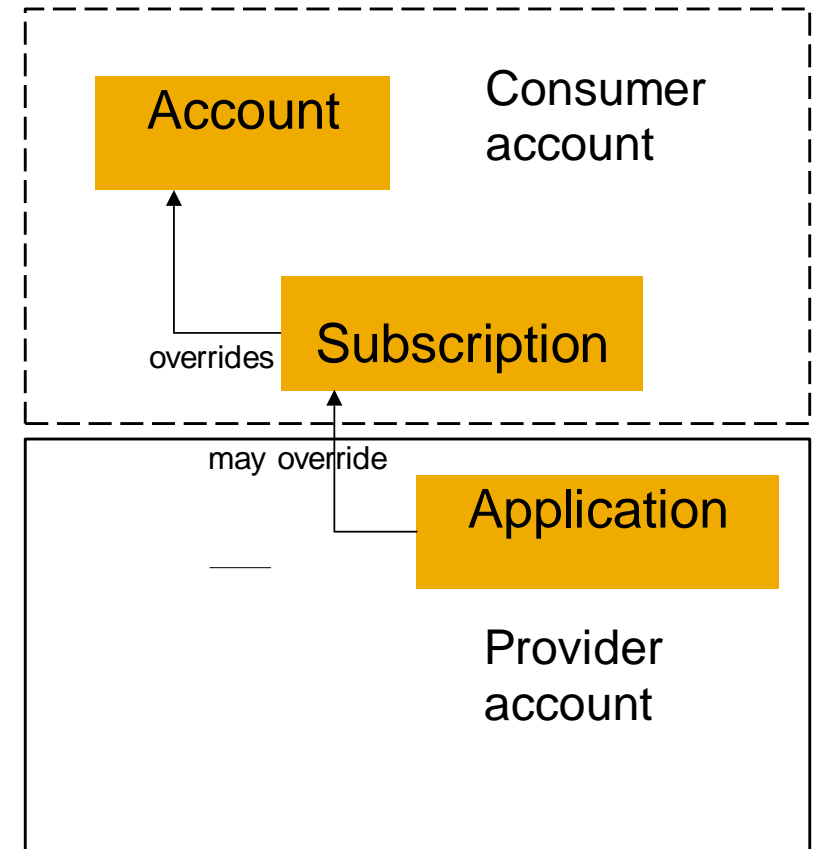 Account
Consumer
account
overrides
Subscription
may override
Application
Provider
account